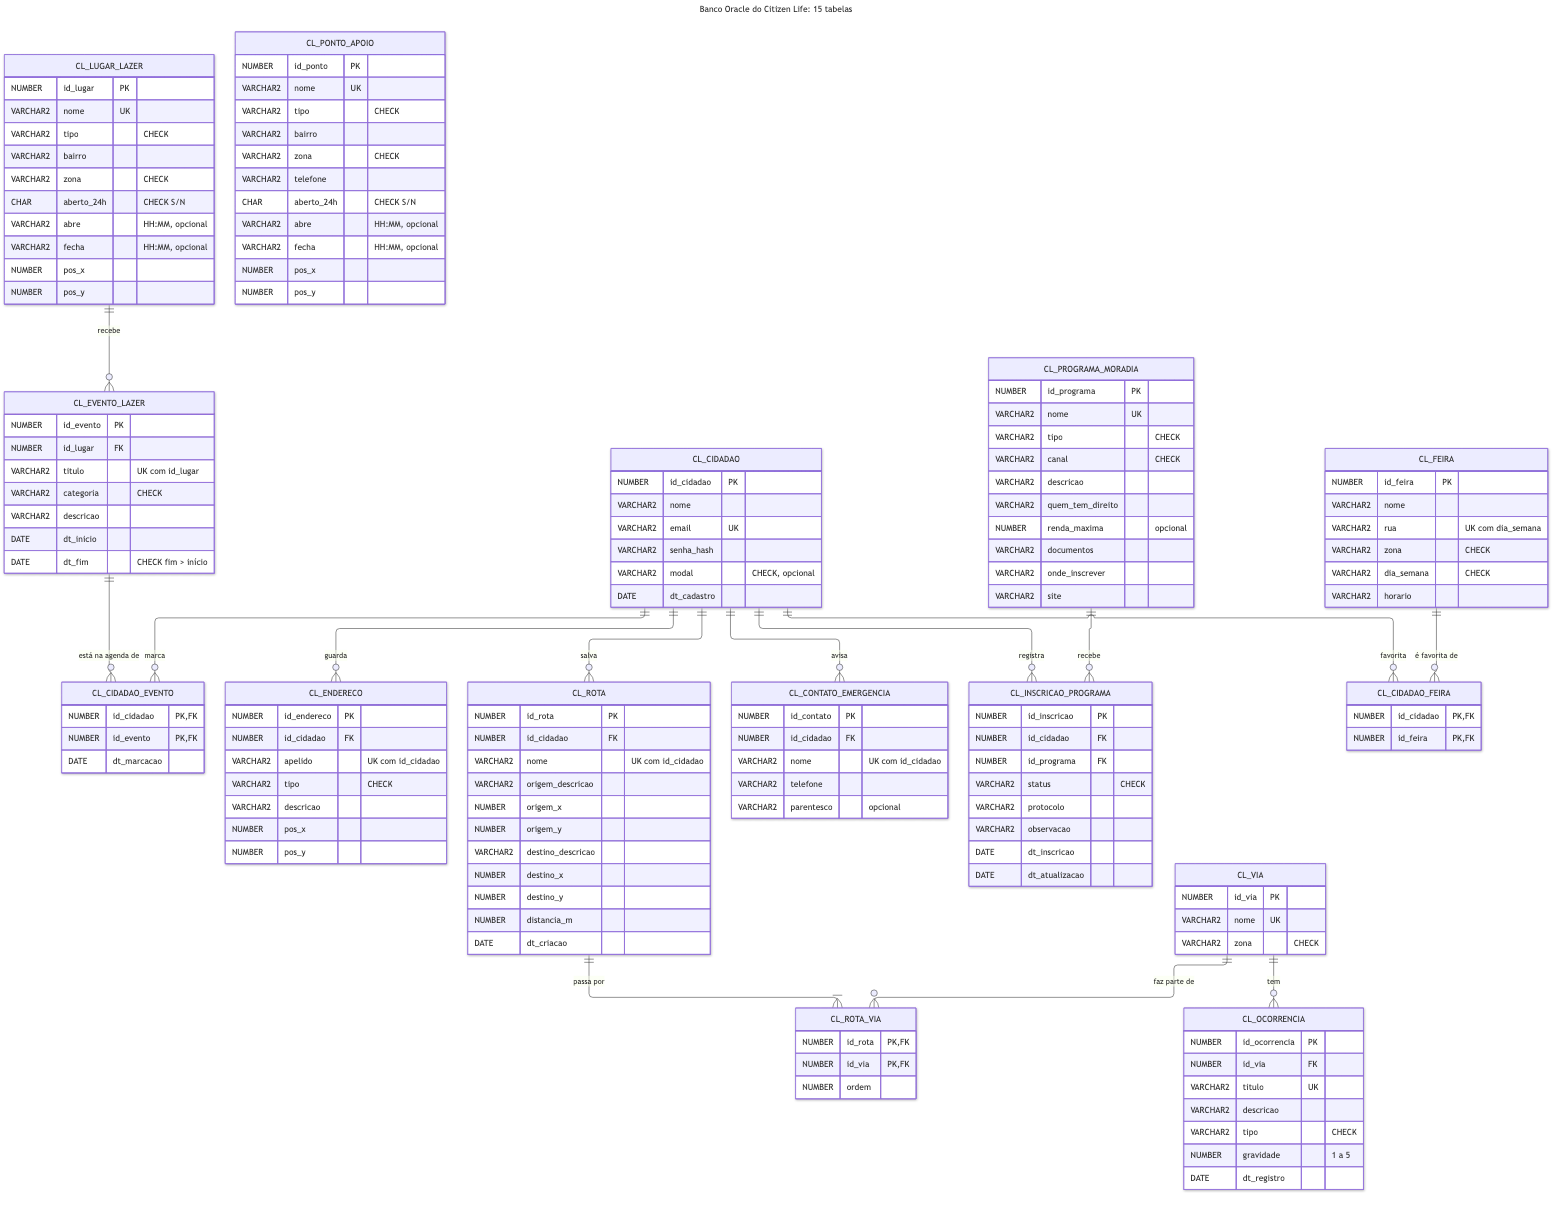 Banco Oracle do Citizen Life: 15 tabelas
CL_LUGAR_LAZER
NUMBER id_lugar PK
VARCHAR2 nome UK
VARCHAR2 tipo CHECK
VARCHAR2 bairro
VARCHAR2 zona CHECK
CHAR aberto_24h CHECK S/N
VARCHAR2 abre HH:MM, opcional
VARCHAR2 fecha HH:MM, opcional
NUMBER pos_x
NUMBER pos_y
CL_PONTO_APOIO
NUMBER id_ponto PK
VARCHAR2 nome UK
VARCHAR2 tipo CHECK
VARCHAR2 bairro
VARCHAR2 zona CHECK
VARCHAR2 telefone
CHAR aberto_24h CHECK S/N
VARCHAR2 abre HH:MM, opcional
VARCHAR2 fecha HH:MM, opcional
NUMBER pos_x
NUMBER pos_y
recebe
CL_EVENTO_LAZER
NUMBER id_evento PK
NUMBER id_lugar FK
VARCHAR2 titulo UK com id_lugar
VARCHAR2 categoria CHECK
VARCHAR2 descricao
DATE dt_inicio
DATE dt_fim CHECK fim > início
CL_CIDADAO
NUMBER id_cidadao PK
VARCHAR2 nome
VARCHAR2 email UK
VARCHAR2 senha_hash
VARCHAR2 modal CHECK, opcional
DATE dt_cadastro
CL_PROGRAMA_MORADIA
NUMBER id_programa PK
VARCHAR2 nome UK
VARCHAR2 tipo CHECK
VARCHAR2 canal CHECK
VARCHAR2 descricao
VARCHAR2 quem_tem_direito
NUMBER renda_maxima opcional
VARCHAR2 documentos
VARCHAR2 onde_inscrever
VARCHAR2 site
CL_FEIRA
NUMBER id_feira PK
VARCHAR2 nome
VARCHAR2 rua UK com dia_semana
VARCHAR2 zona CHECK
VARCHAR2 dia_semana CHECK
VARCHAR2 horario
está na agenda de
marca
guarda
salva
avisa
registra
recebe
favorita
é favorita de
CL_CIDADAO_EVENTO
NUMBER id_cidadao PK,FK
NUMBER id_evento PK,FK
DATE dt_marcacao
CL_ENDERECO
NUMBER id_endereco PK
NUMBER id_cidadao FK
VARCHAR2 apelido UK com id_cidadao
VARCHAR2 tipo CHECK
VARCHAR2 descricao
NUMBER pos_x
NUMBER pos_y
CL_ROTA
NUMBER id_rota PK
NUMBER id_cidadao FK
VARCHAR2 nome UK com id_cidadao
VARCHAR2 origem_descricao
NUMBER origem_x
NUMBER origem_y
VARCHAR2 destino_descricao
NUMBER destino_x
NUMBER destino_y
NUMBER distancia_m
DATE dt_criacao
CL_CONTATO_EMERGENCIA
NUMBER id_contato PK
NUMBER id_cidadao FK
VARCHAR2 nome UK com id_cidadao
VARCHAR2 telefone
VARCHAR2 parentesco opcional
CL_INSCRICAO_PROGRAMA
NUMBER id_inscricao PK
NUMBER id_cidadao FK
NUMBER id_programa FK
VARCHAR2 status CHECK
VARCHAR2 protocolo
VARCHAR2 observacao
DATE dt_inscricao
DATE dt_atualizacao
CL_CIDADAO_FEIRA
NUMBER id_cidadao PK,FK
NUMBER id_feira PK,FK
CL_VIA
NUMBER id_via PK
VARCHAR2 nome UK
VARCHAR2 zona CHECK
passa por
faz parte de
tem
CL_ROTA_VIA
NUMBER id_rota PK,FK
NUMBER id_via PK,FK
NUMBER ordem
CL_OCORRENCIA
NUMBER id_ocorrencia PK
NUMBER id_via FK
VARCHAR2 titulo UK
VARCHAR2 descricao
VARCHAR2 tipo CHECK
NUMBER gravidade 1 a 5
DATE dt_registro